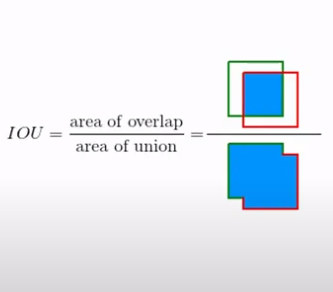 IOU = area of overlap / area of union =